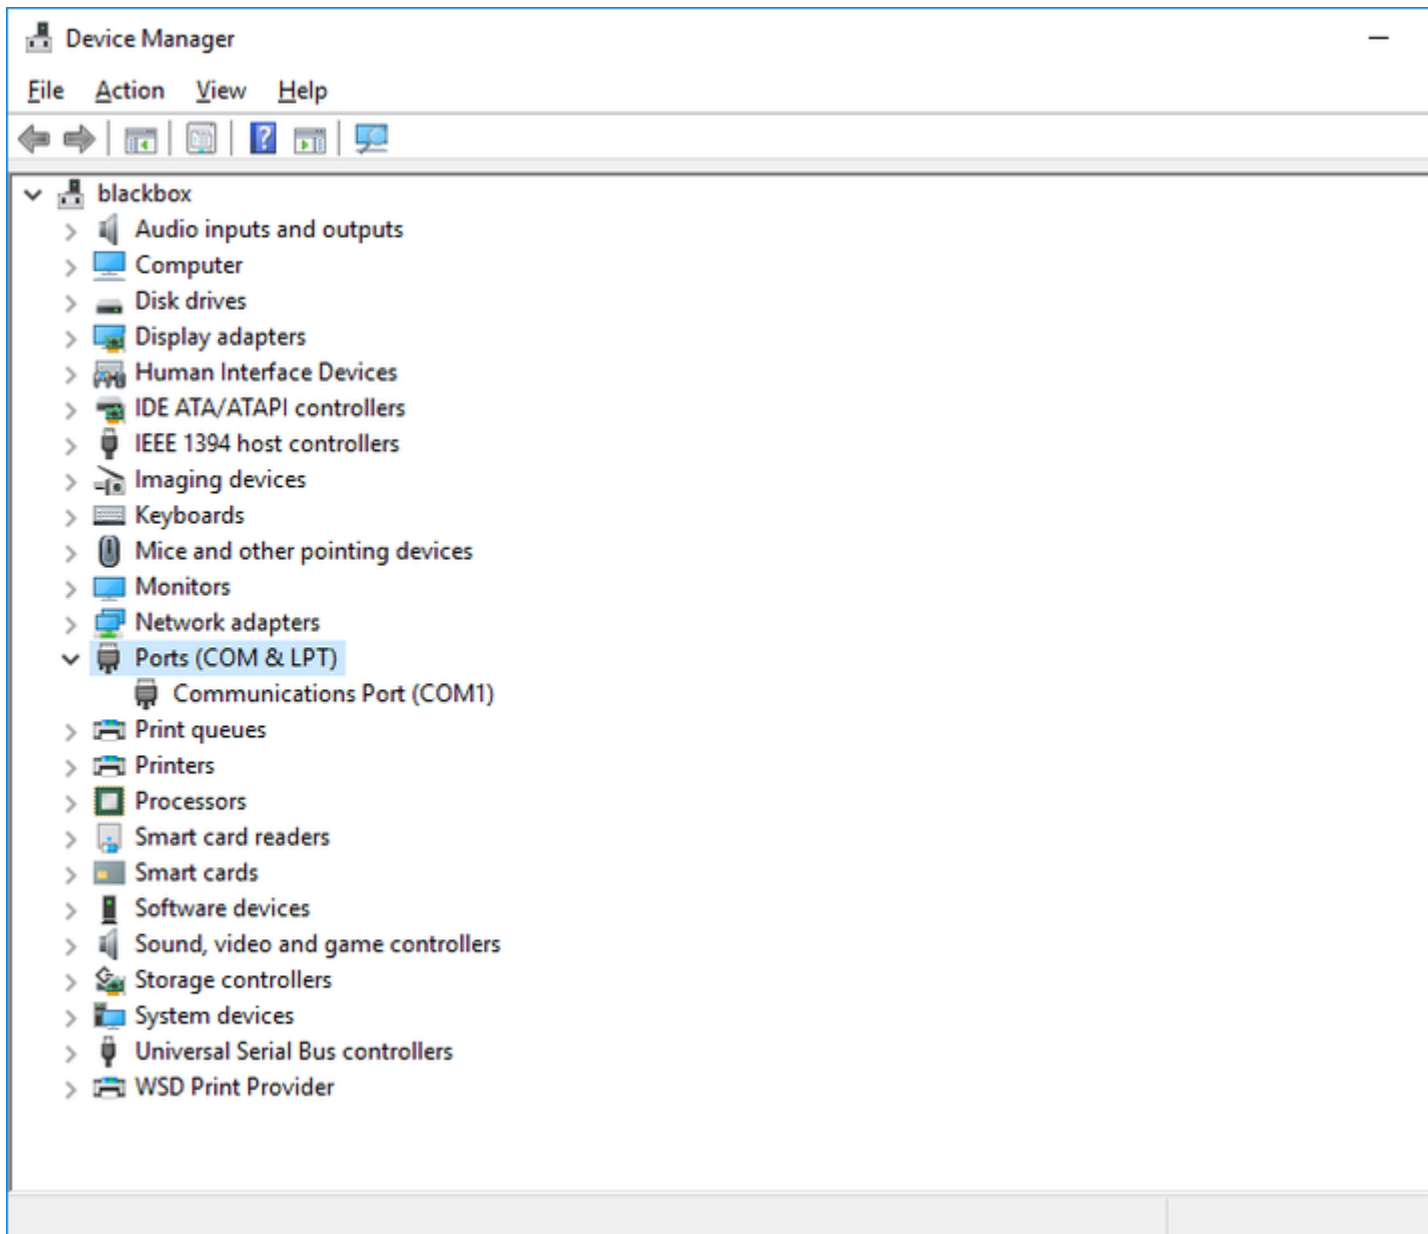 Device Manager
File Action View Help
blackbox
Audio inputs and outputs
Computer
Disk drives
Display adapters
Human Interface Devices
IDE ATA/ATAPI controllers
IEEE 1394 host controllers
Imaging devices
Keyboards
Mice and other pointing devices
Monitors
Network adapters
Ports (COM & LPT)
Communications Port (COM1)
Print queues
Printers
Processors
Smart card readers
Smart cards
Software devices
Sound, video and game controllers
Storage controllers
System devices
Universal Serial Bus controllers
WSD Print Provider